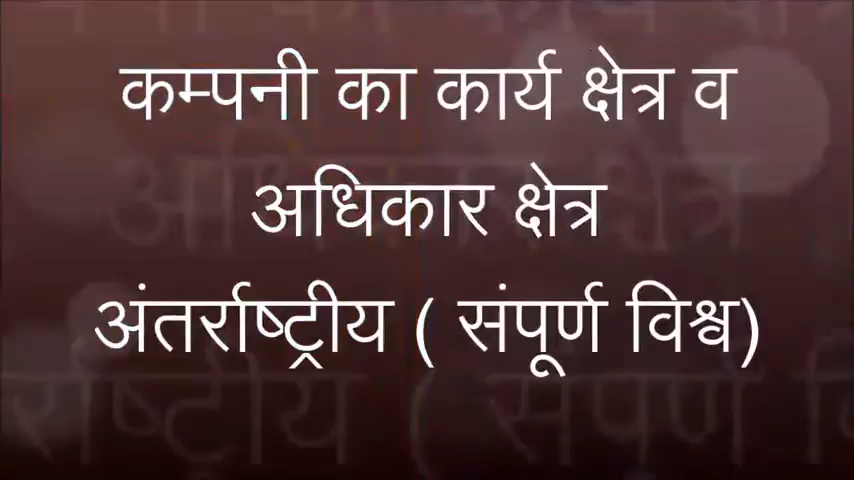 कम्पनी का कार्य क्षेत्र व
अधिकार क्षेत्र
अंतर्राष्ट्रीय ( संपूर्ण विश्व)